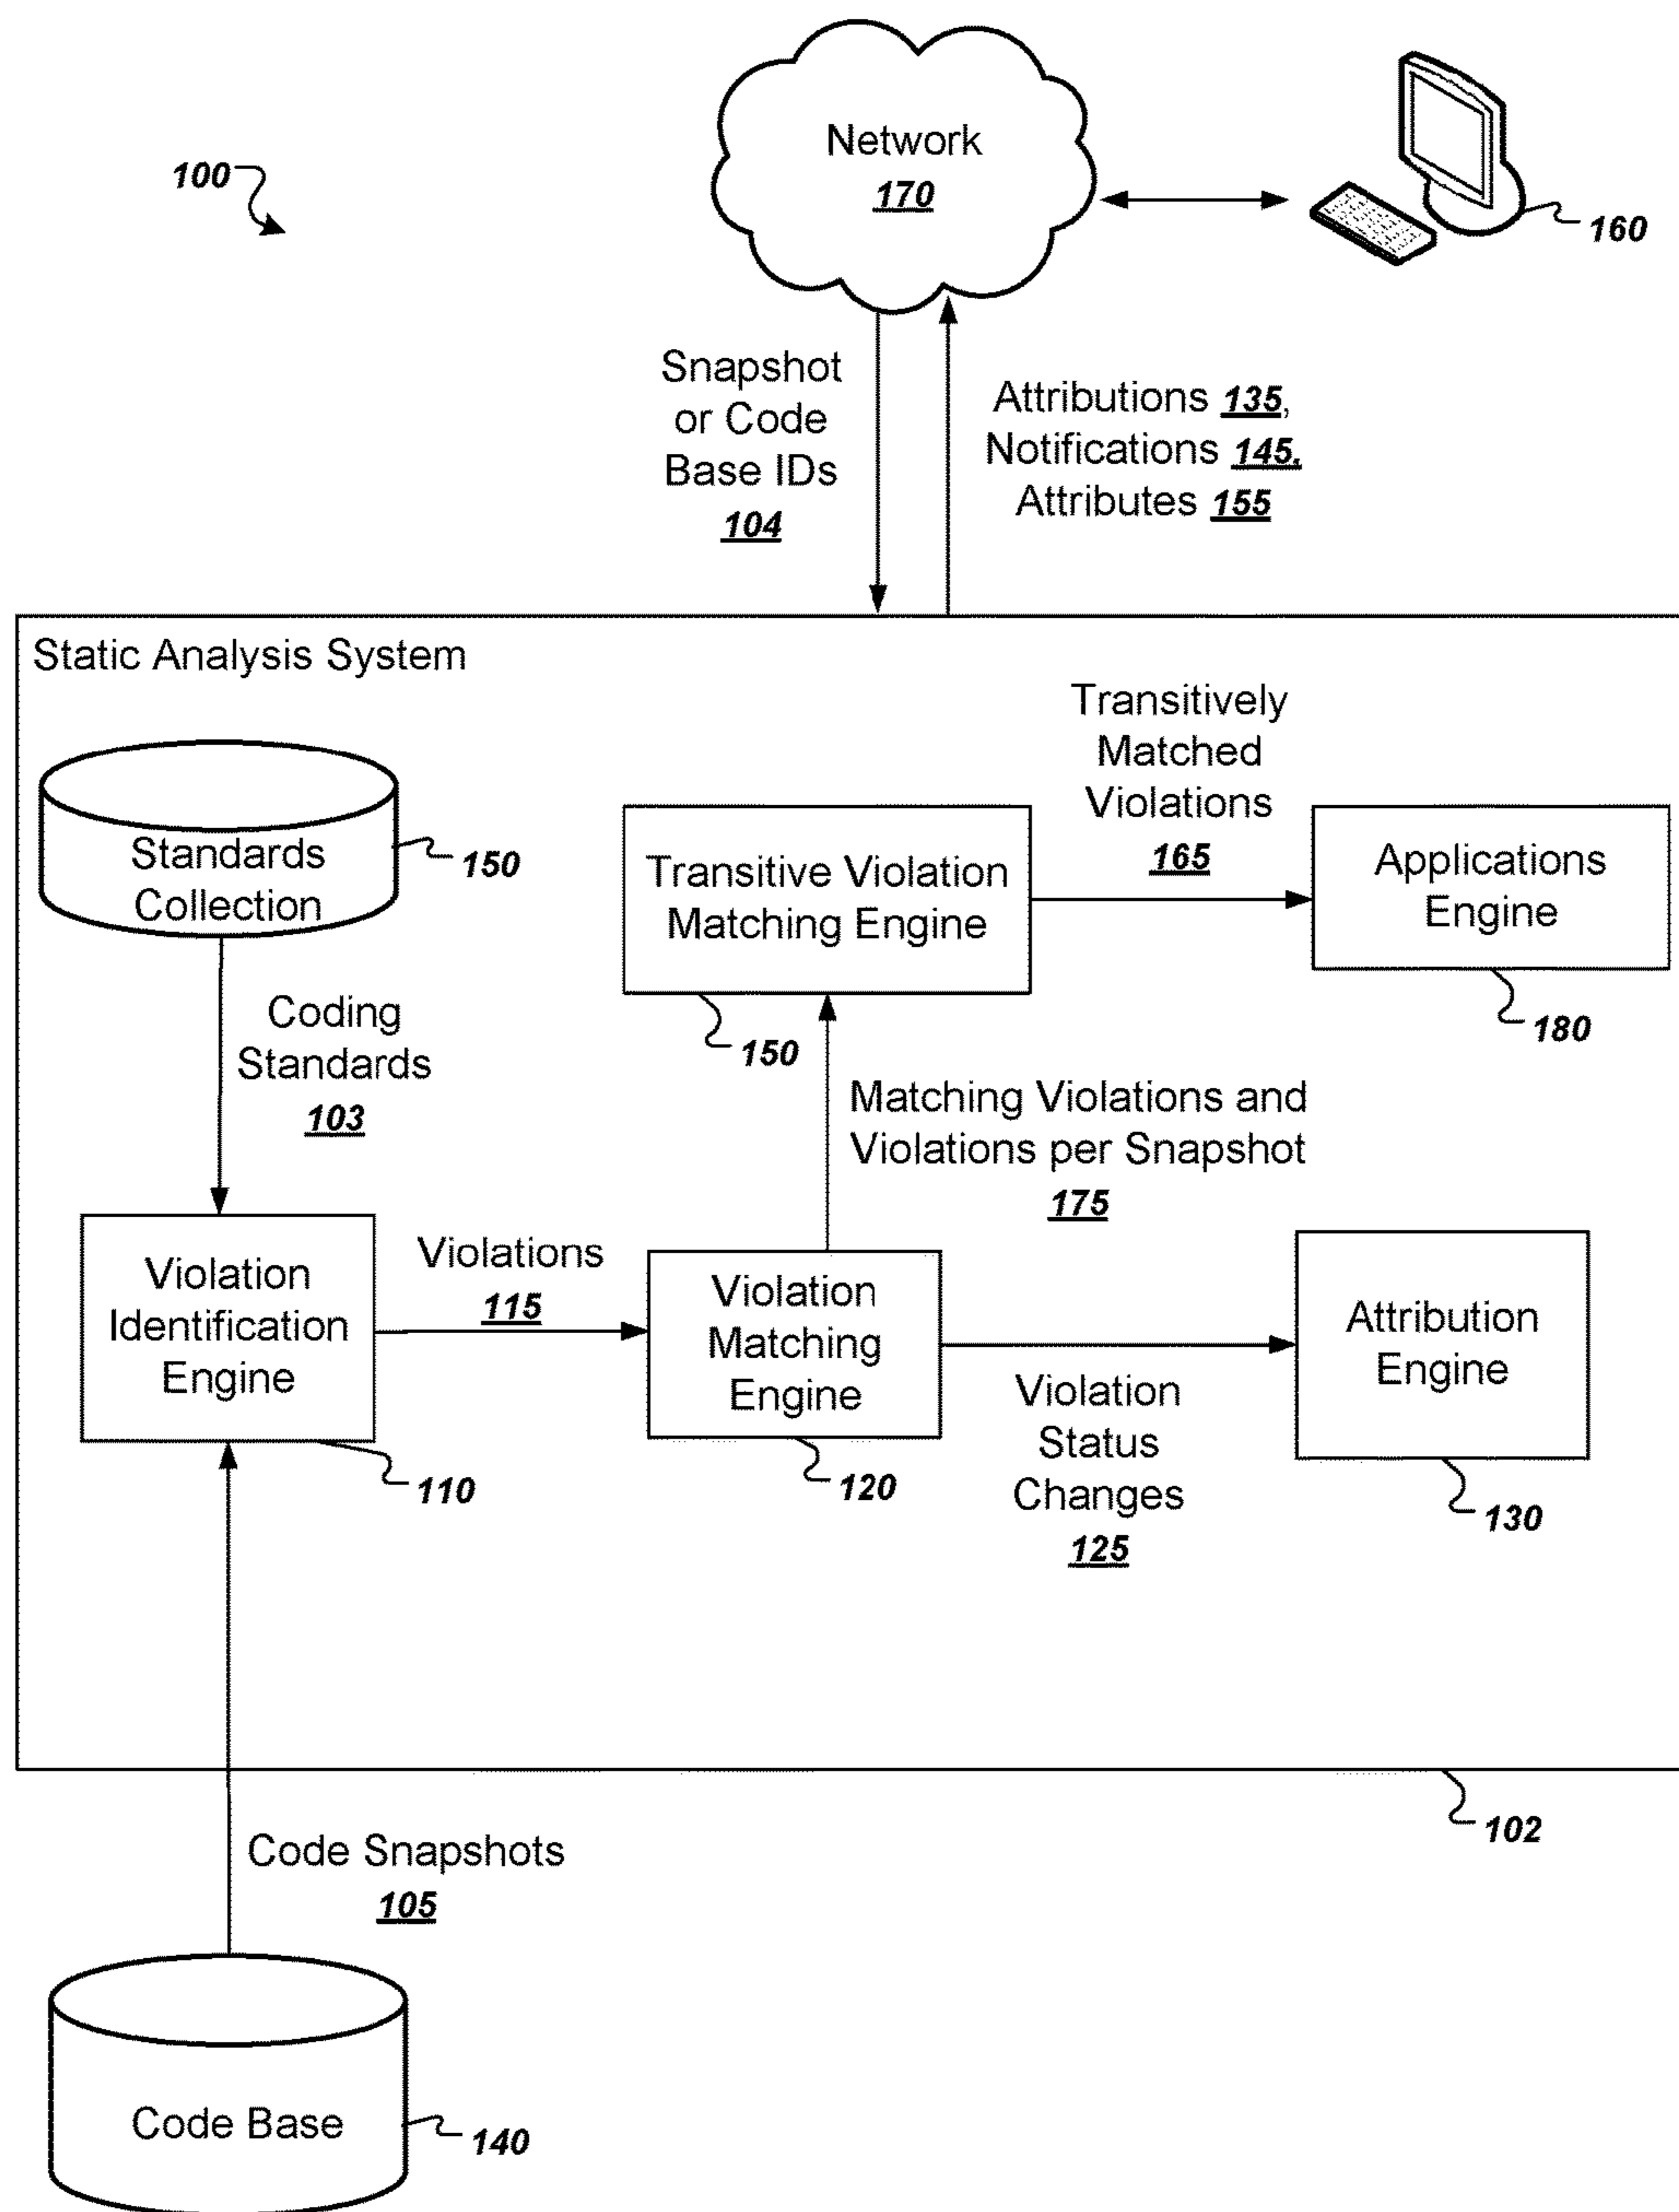 Network
170
100
160
Snapshot
or Code
Base IDs
104
Attributions 135,
Notifications 145,
Attributes 155
Static Analysis System
Transitively
Matched
Violations
165
Standards
Collection
150
Transitive Violation
Matching Engine
150
Applications
Engine
180
Coding
Standards
103
Matching Violations and
Violations per Snapshot
175
Violation
Identification
Engine
110
Violations
115
Violation
Matching
Engine
120
Violation
Status
Changes
125
Attribution
Engine
130
102
Code Snapshots
105
Code Base
140